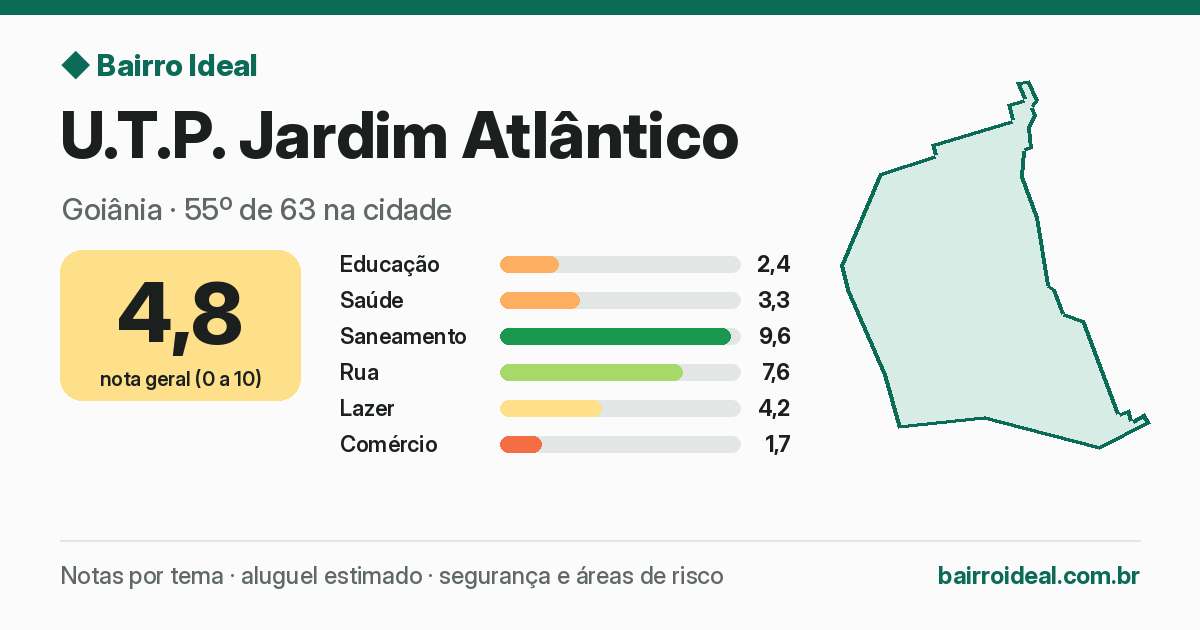 Bairro Ideal
U.T.P. Jardim Atlântico
Goiânia · 55º de 63 na cidade
4,8
nota geral (0 a 10)
Educação 2,4
Saúde 3,3
Saneamento 9,6
Rua 7,6
Lazer 4,2
Comércio 1,7
Notas por tema · aluguel estimado · segurança e áreas de risco
bairroideal.com.br